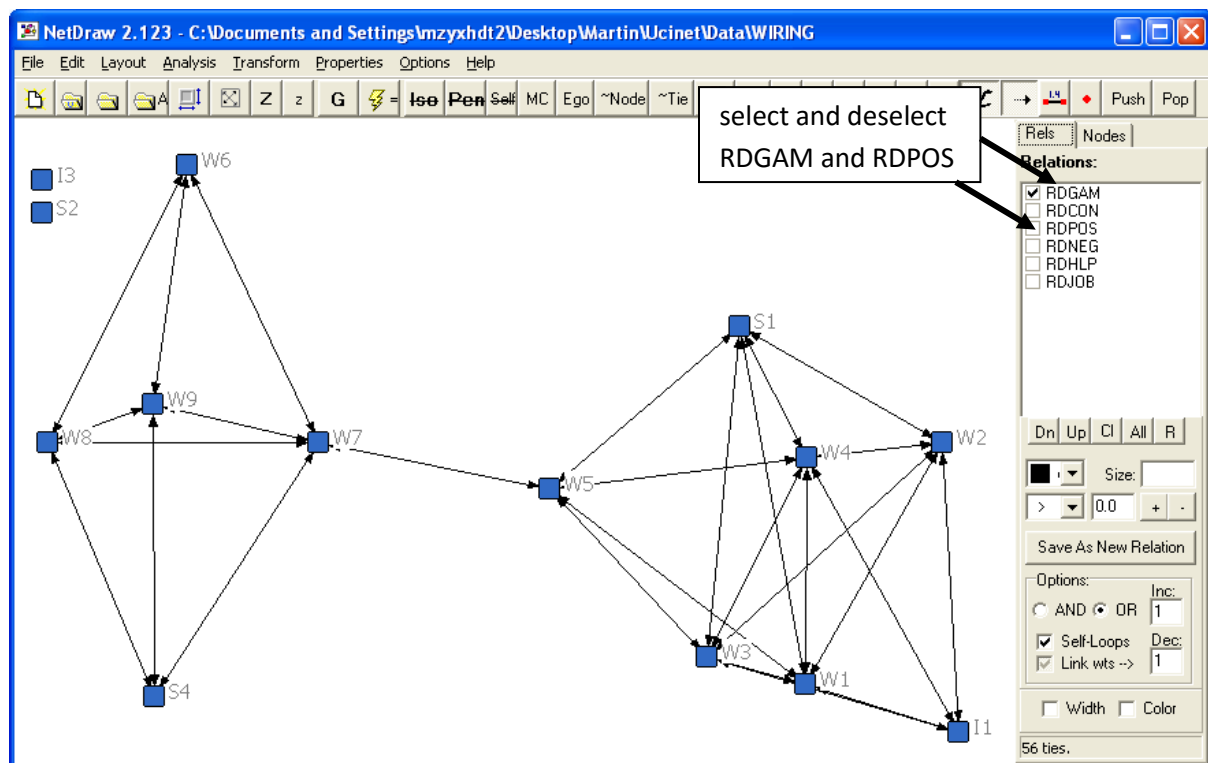 NetDraw 2.123 - C:\Documents and Settings\mzyxhdt2\Desktop\Martin\Ucinet\Data\WIRING
File Edit Layout Analysis Transform Properties Options Help
A Z z G = Iso Pen Self MC Ego ~Node ~Tie Push Pop
select and deselect
RDGAM and RDPOS
Rels Nodes
Relations:
RDGAM
RDCON
RDPOS
RDNEG
RDHLP
RDJOB
I3
S2
W6
S1
W9
W8
W7
W4
W2
W5
W3
W1
S4
I1
Dn Up Cl All R
Size:
> 0.0 + -
Save As New Relation
Options:
Inc:
AND OR 1
Self-Loops Dec:
Link wts --> 1
Width Color
56 ties.